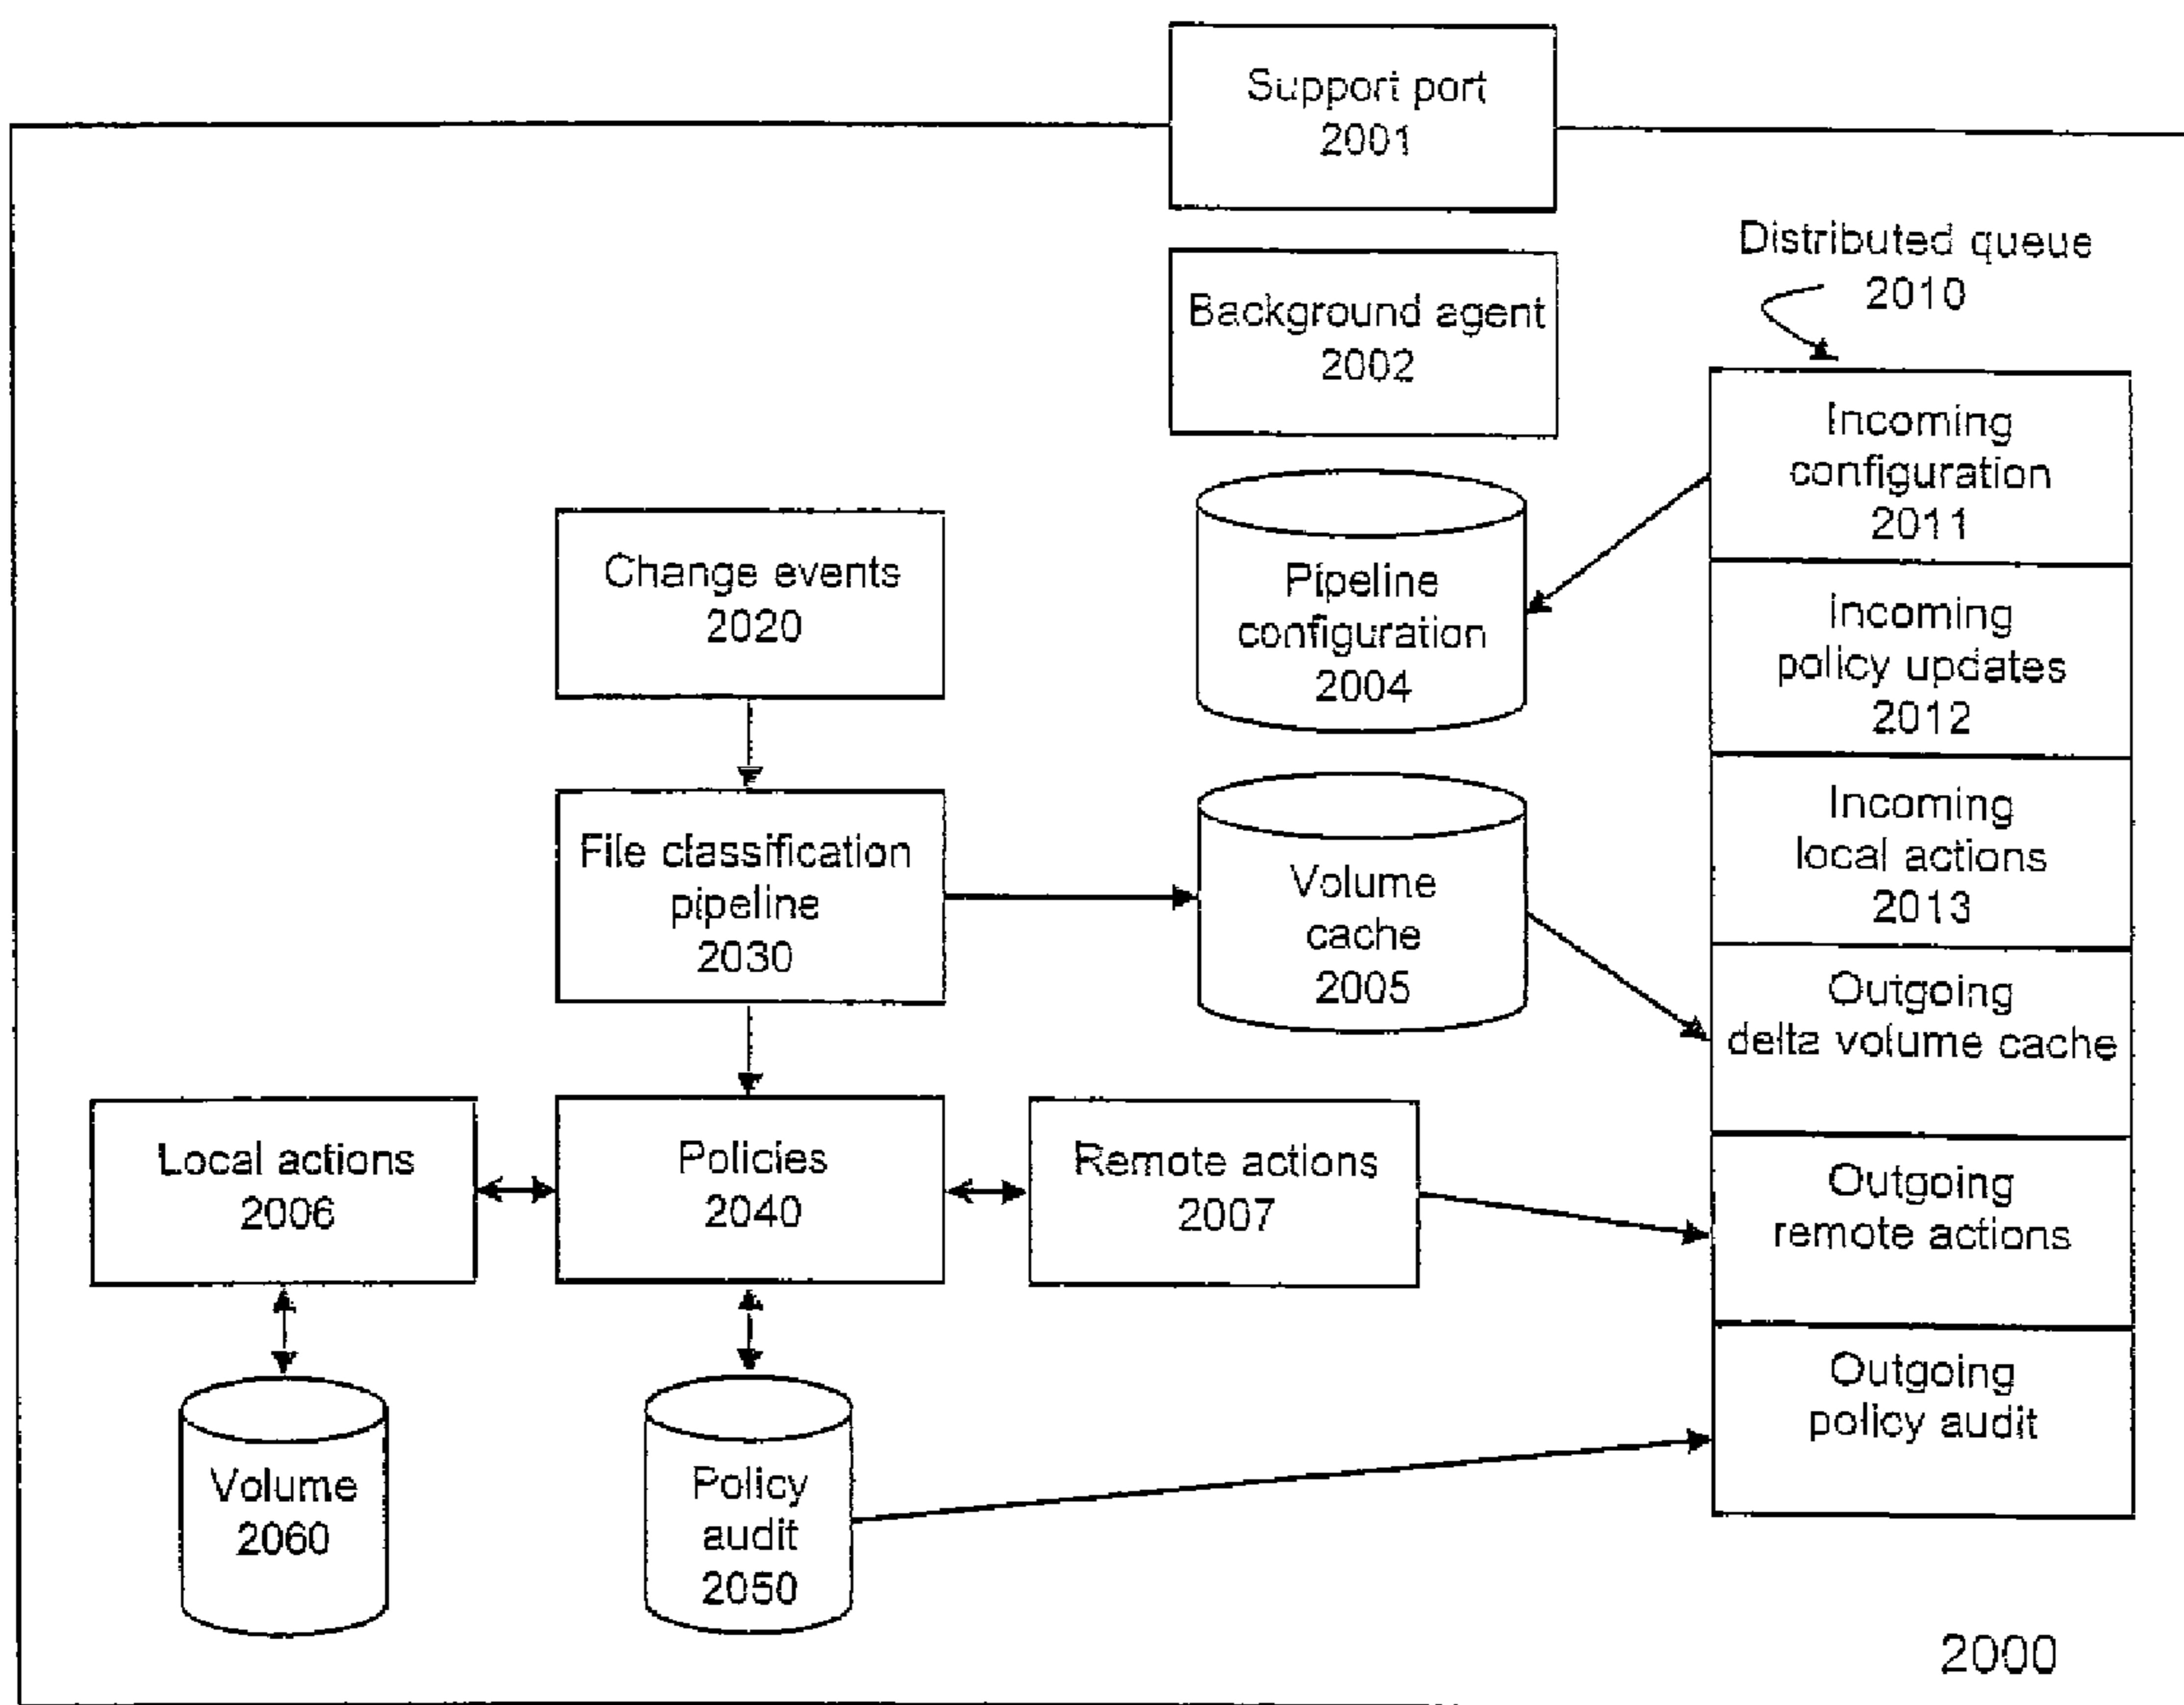 Support port
2001
Distributed queue
2010
Background agent
2002
Incoming
configuration
2011
Pipeline
configuration
2004
Change events
2020
Incoming
policy updates
2012
Incoming
local actions
2013
File classification
pipeline
2030
Volume
cache
2005
Outgoing
delta volume cache
Local actions
2006
Policies
2040
Remote actions
2007
Outgoing
remote actions
Outgoing
policy audit
Volume
2060
Policy
audit
2050
2000